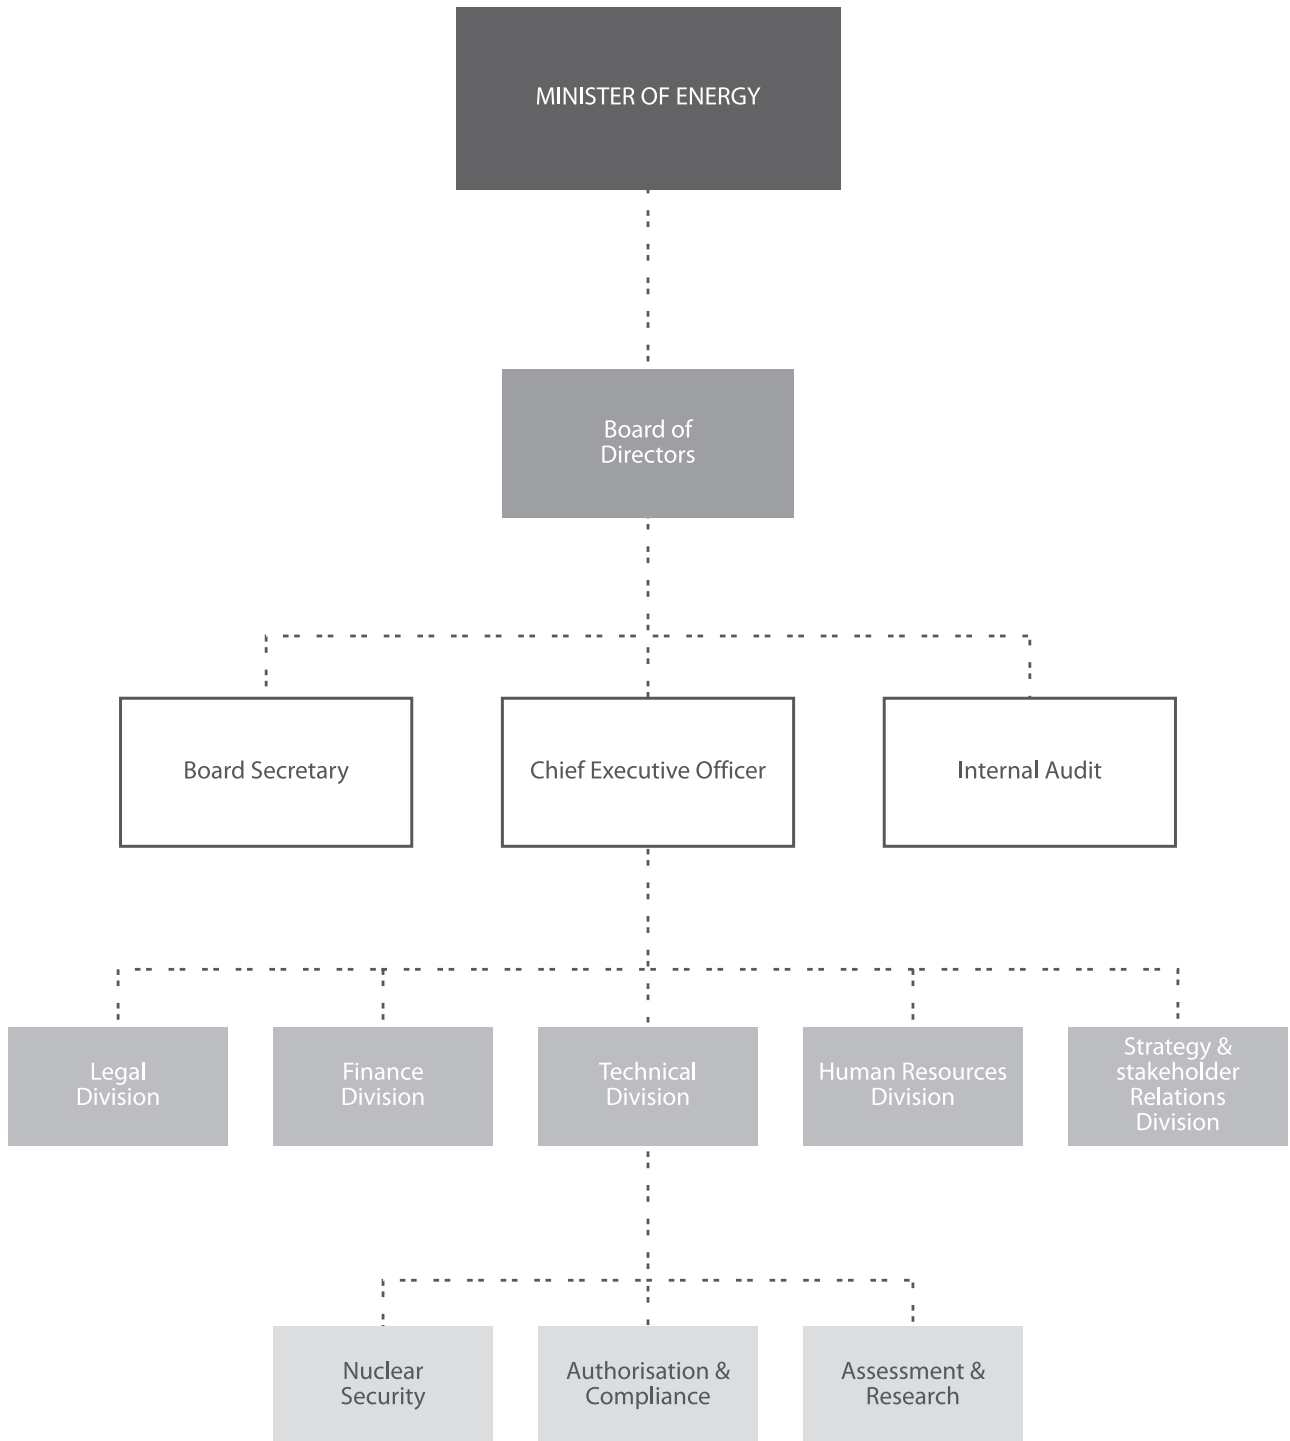 MINISTER OF ENERGY
Board of
Directors
Board Secretary
Chief Executive Officer
Internal Audit
Legal
Division
Finance
Division
Technical
Division
Human Resources
Division
Strategy &
stakeholder
Relations
Division
Nuclear
Security
Authorisation &
Compliance
Assessment &
Research